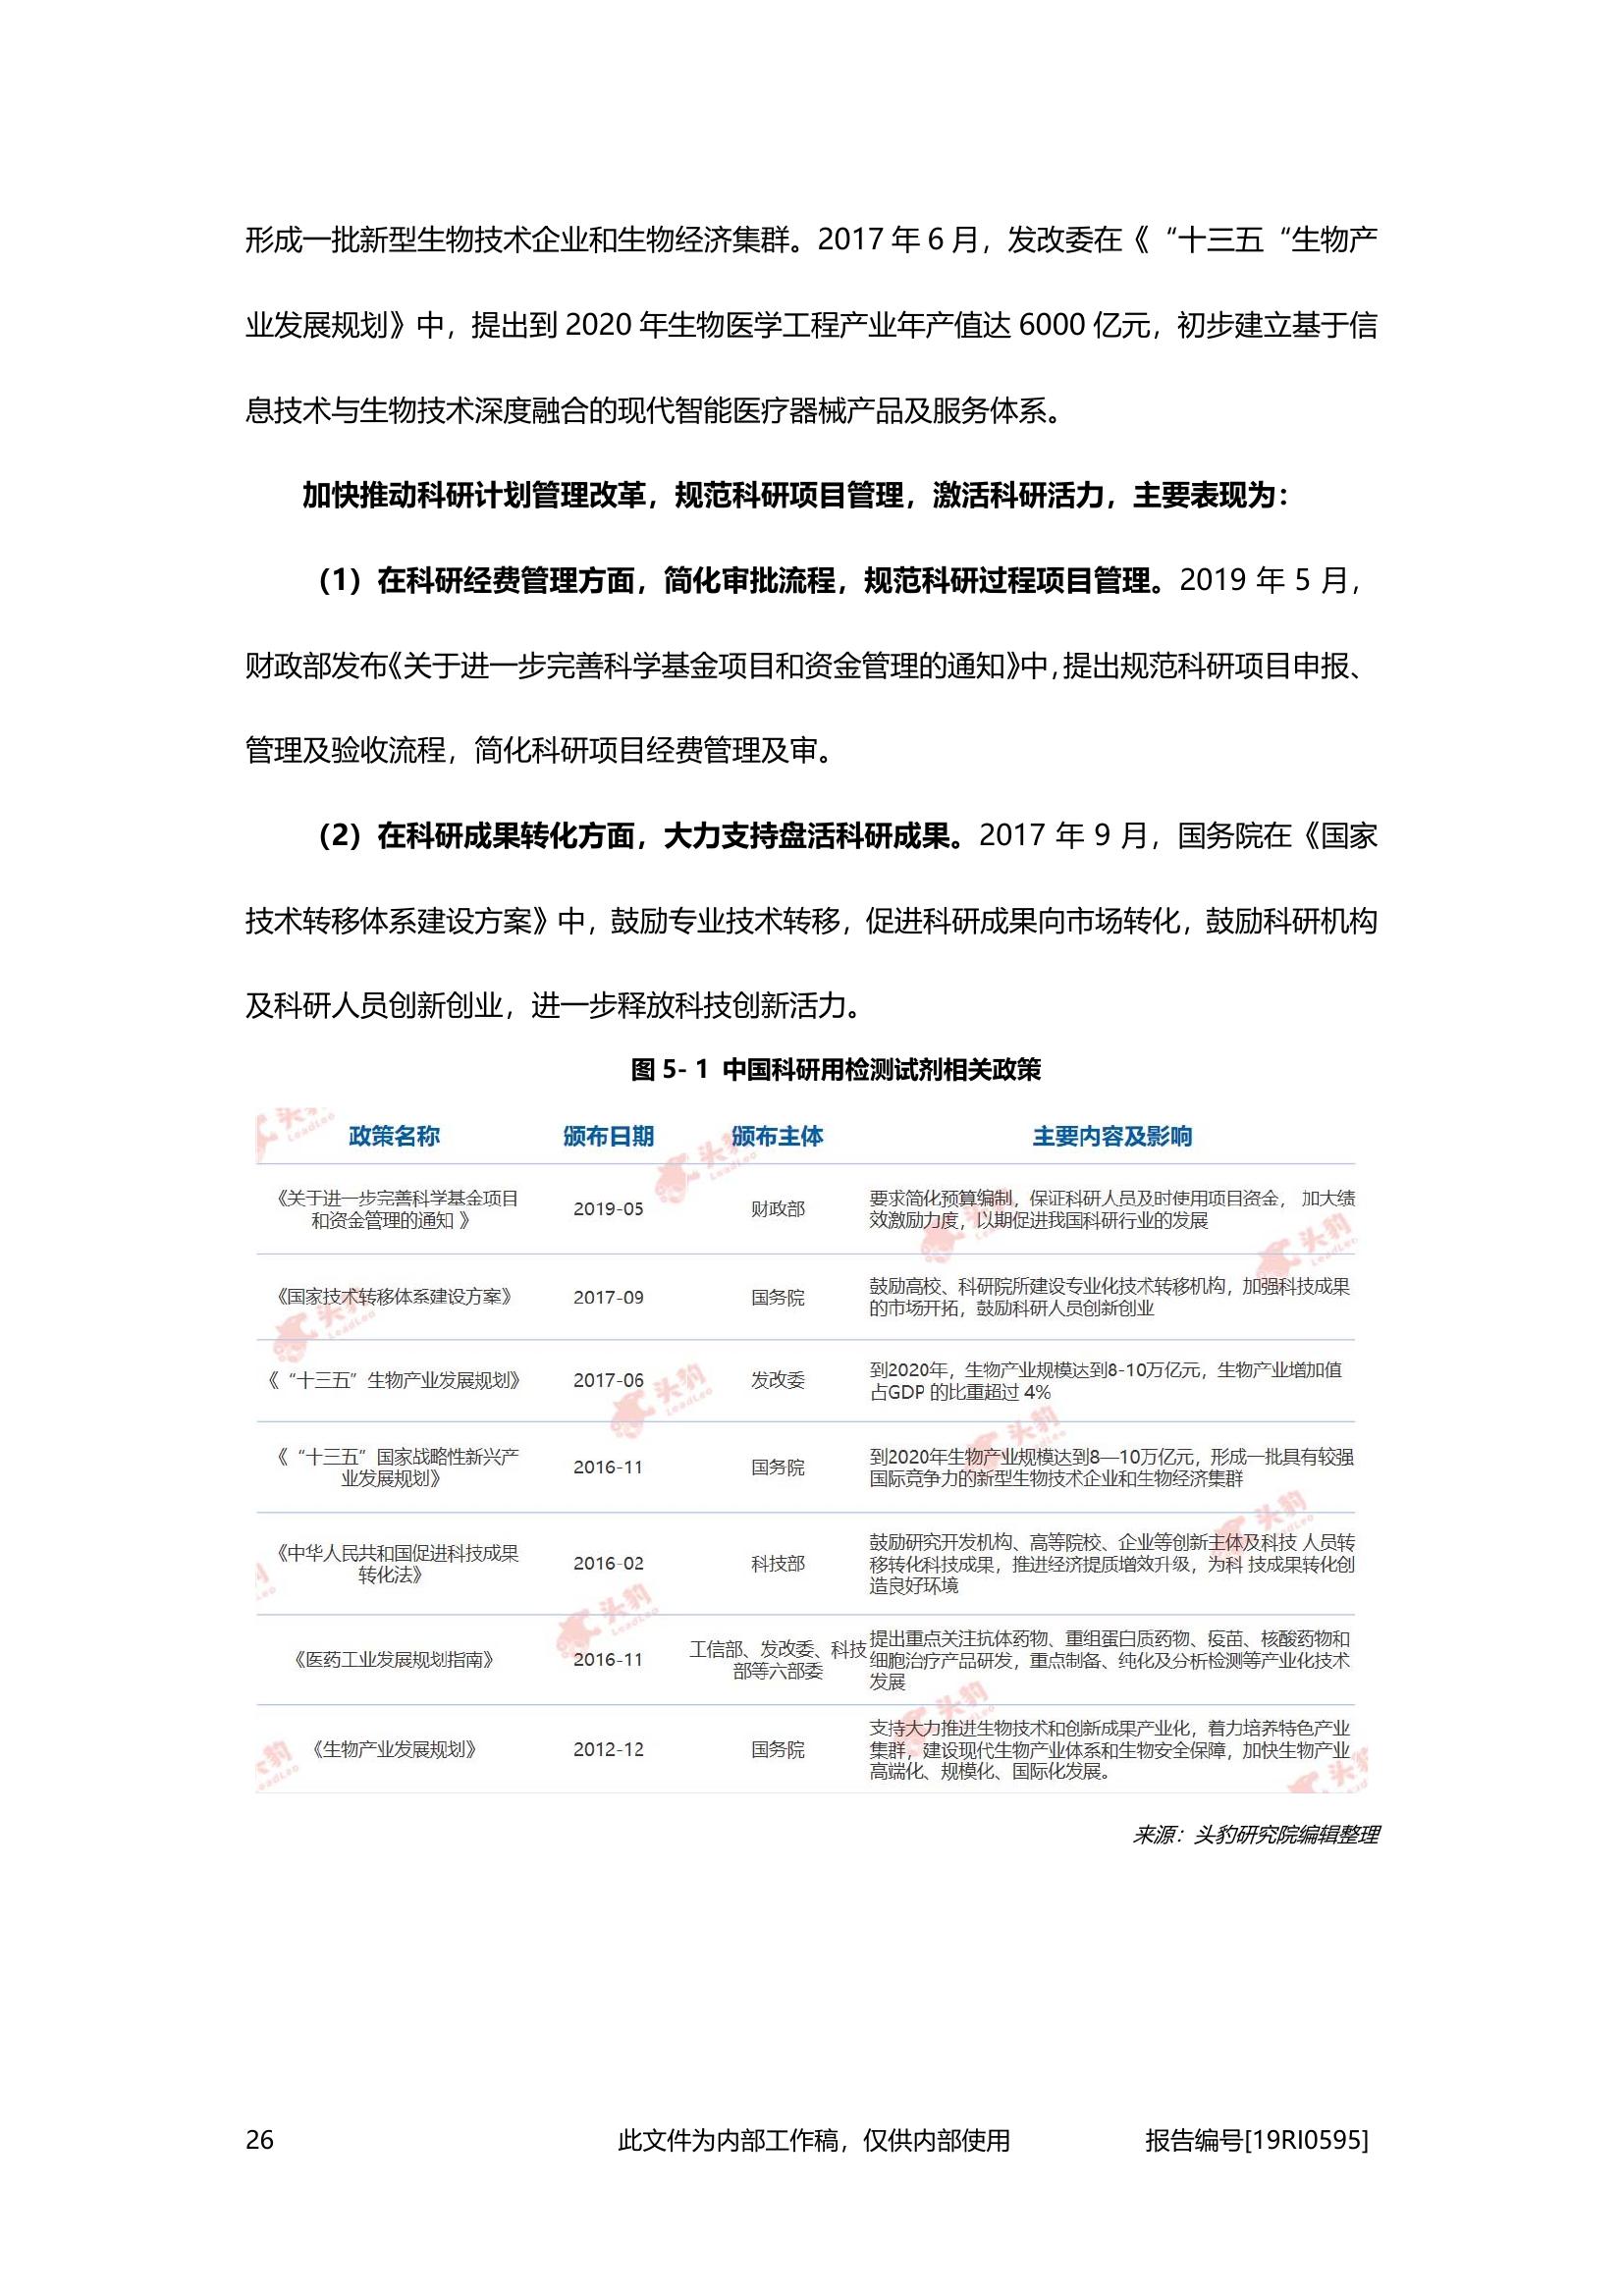 形成一批新型生物技术企业和生物经济集群。2017 年 6 月，发改委在《“十三五“生物产
业发展规划》中，提出到 2020 年生物医学工程产业年产值达 6000 亿元，初步建立基于信
息技术与生物技术深度融合的现代智能医疗器械产品及服务体系。
加快推动科研计划管理改革，规范科研项目管理，激活科研活力，主要表现为：
（1）在科研经费管理方面，简化审批流程，规范科研过程项目管理。2019 年 5 月，
财政部发布《关于进一步完善科学基金项目和资金管理的通知》中，提出规范科研项目申报、
管理及验收流程，简化科研项目经费管理及审。
（2）在科研成果转化方面，大力支持盘活科研成果。2017 年 9 月，国务院在《国家
技术转移体系建设方案》中，鼓励专业技术转移，促进科研成果向市场转化，鼓励科研机构
及科研人员创新创业，进一步释放科技创新活力。
图 5- 1 中国科研用检测试剂相关政策
政策名称 颁布日期 颁布主体 主要内容及影响
《关于进一步完善科学基金项目
和资金管理的通知 》
2019-05
财政部
要求简化预算编制，保证科研人员及时使用项目资金， 加大绩
效激励力度，以期促进我国科研行业的发展
《国家技术转移体系建设方案》
2017-09
国务院
鼓励高校、科研院所建设专业化技术转移机构，加强科技成果
的市场开拓，鼓励科研人员创新创业
《“十三五”生物产业发展规划》
2017-06
发改委
到2020年，生物产业规模达到8-10万亿元，生物产业增加值
占GDP 的比重超过 4%
《“十三五”国家战略性新兴产
业发展规划》
2016-11
国务院
到2020年生物产业规模达到8—10万亿元，形成一批具有较强
国际竞争力的新型生物技术企业和生物经济集群
《中华人民共和国促进科技成果
转化法》
2016-02
科技部
鼓励研究开发机构、高等院校、企业等创新主体及科技 人员转
移转化科技成果，推进经济提质增效升级，为科 技成果转化创
造良好环境
《医药工业发展规划指南》
2016-11
工信部、发改委、科技
部等六部委
提出重点关注抗体药物、重组蛋白质药物、疫苗、核酸药物和
细胞治疗产品研发，重点制备、纯化及分析检测等产业化技术
发展
《生物产业发展规划》
2012-12
国务院
支持大力推进生物技术和创新成果产业化，着力培养特色产业
集群，建设现代生物产业体系和生物安全保障，加快生物产业
高端化、规模化、国际化发展。
来源：头豹研究院编辑整理
26 此文件为内部工作稿，仅供内部使用 报告编号[19RI0595]